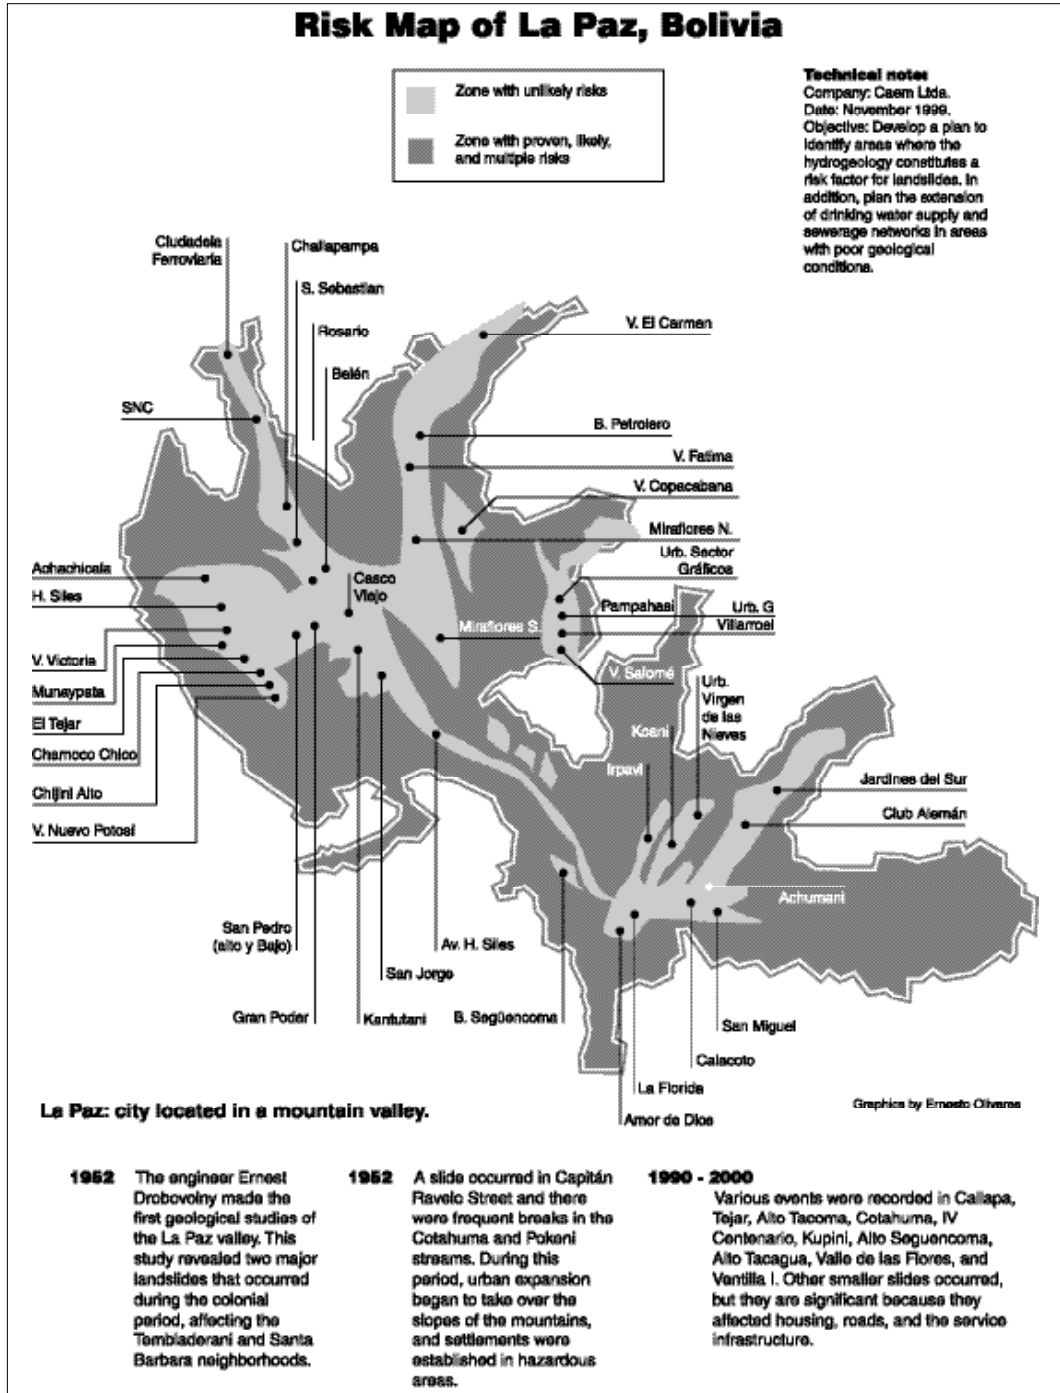 Risk Map of La Paz, Bolivia
Zone with unlikely risks
Zone with proven, likely,
and multiple risks
Technical note:
Company: Caem Ltda.
Date: November 1999.
Objective: Develop a plan to
identify areas where the
hydrogeology constitutes a
risk factor for landslides. In
addition, plan the extension
of drinking water supply and
sewerage networks in areas
with poor geological
conditions.
Ciudadela
Ferroviaria
Challapampa
S. Sebastian
Rosario
Belén
SNC
V. El Carmen
B. Petrolero
V. Fatima
V. Copacabana
Miraflores N.
Urb. Sector
Gráficos
Pampahasi
Urb. G
Villarroel
Achachicala
H. Siles
Casco
Viejo
Miraflores S.
V. Victoria
Munaypata
El Tejar
Chamoco Chico
Chijini Alto
V. Nuevo Potosí
V. Salomé
Urb.
Virgen
de las
Nieves
Koani
Irpavi
Jardines del Sur
Club Alemán
Achumani
San Pedro
(alto y Bajo)
Av. H. Siles
San Jorge
Gran Poder
Kantutani
B. Següencoma
San Miguel
Calacoto
La Florida
Amor de Dios
La Paz: city located in a mountain valley.
Graphics by Ernesto Olivares
1952
The engineer Ernest
Drobovolny made the
first geological studies of
the La Paz valley. This
study revealed two major
landslides that occurred
during the colonial
period, affecting the
Tembladerani and Santa
Barbara neighborhoods.
1952
A slide occurred in Capitán
Ravelo Street and there
were frequent breaks in the
Cotahuma and Pokeni
streams. During this
period, urban expansion
began to take over the
slopes of the mountains,
and settlements were
established in hazardous
areas.
1990 - 2000
Various events were recorded in Callapa,
Tejar, Alto Tacoma, Cotahuma, IV
Centenario, Kupini, Alto Seguencoma,
Alto Tacagua, Valle de las Flores, and
Ventilla I. Other smaller slides occurred,
but they are significant because they
affected housing, roads, and the service
infrastructure.